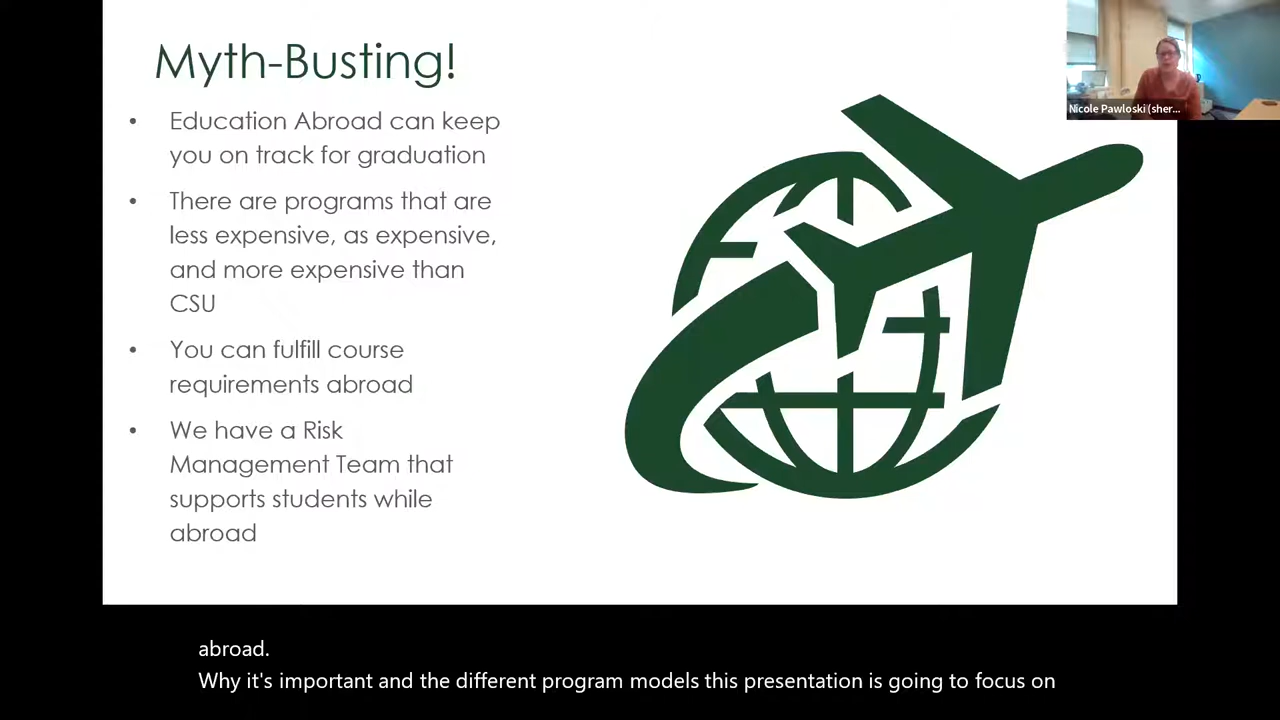 Myth-Busting!
• Education Abroad can keep
you on track for graduation
• There are programs that are
less expensive, as expensive,
and more expensive than
CSU
• You can fulfill course
requirements abroad
• We have a Risk
Management Team that
supports students while
abroad
Nicole Pawloski (sher...
abroad.
Why it's important and the different program models this presentation is going to focus on